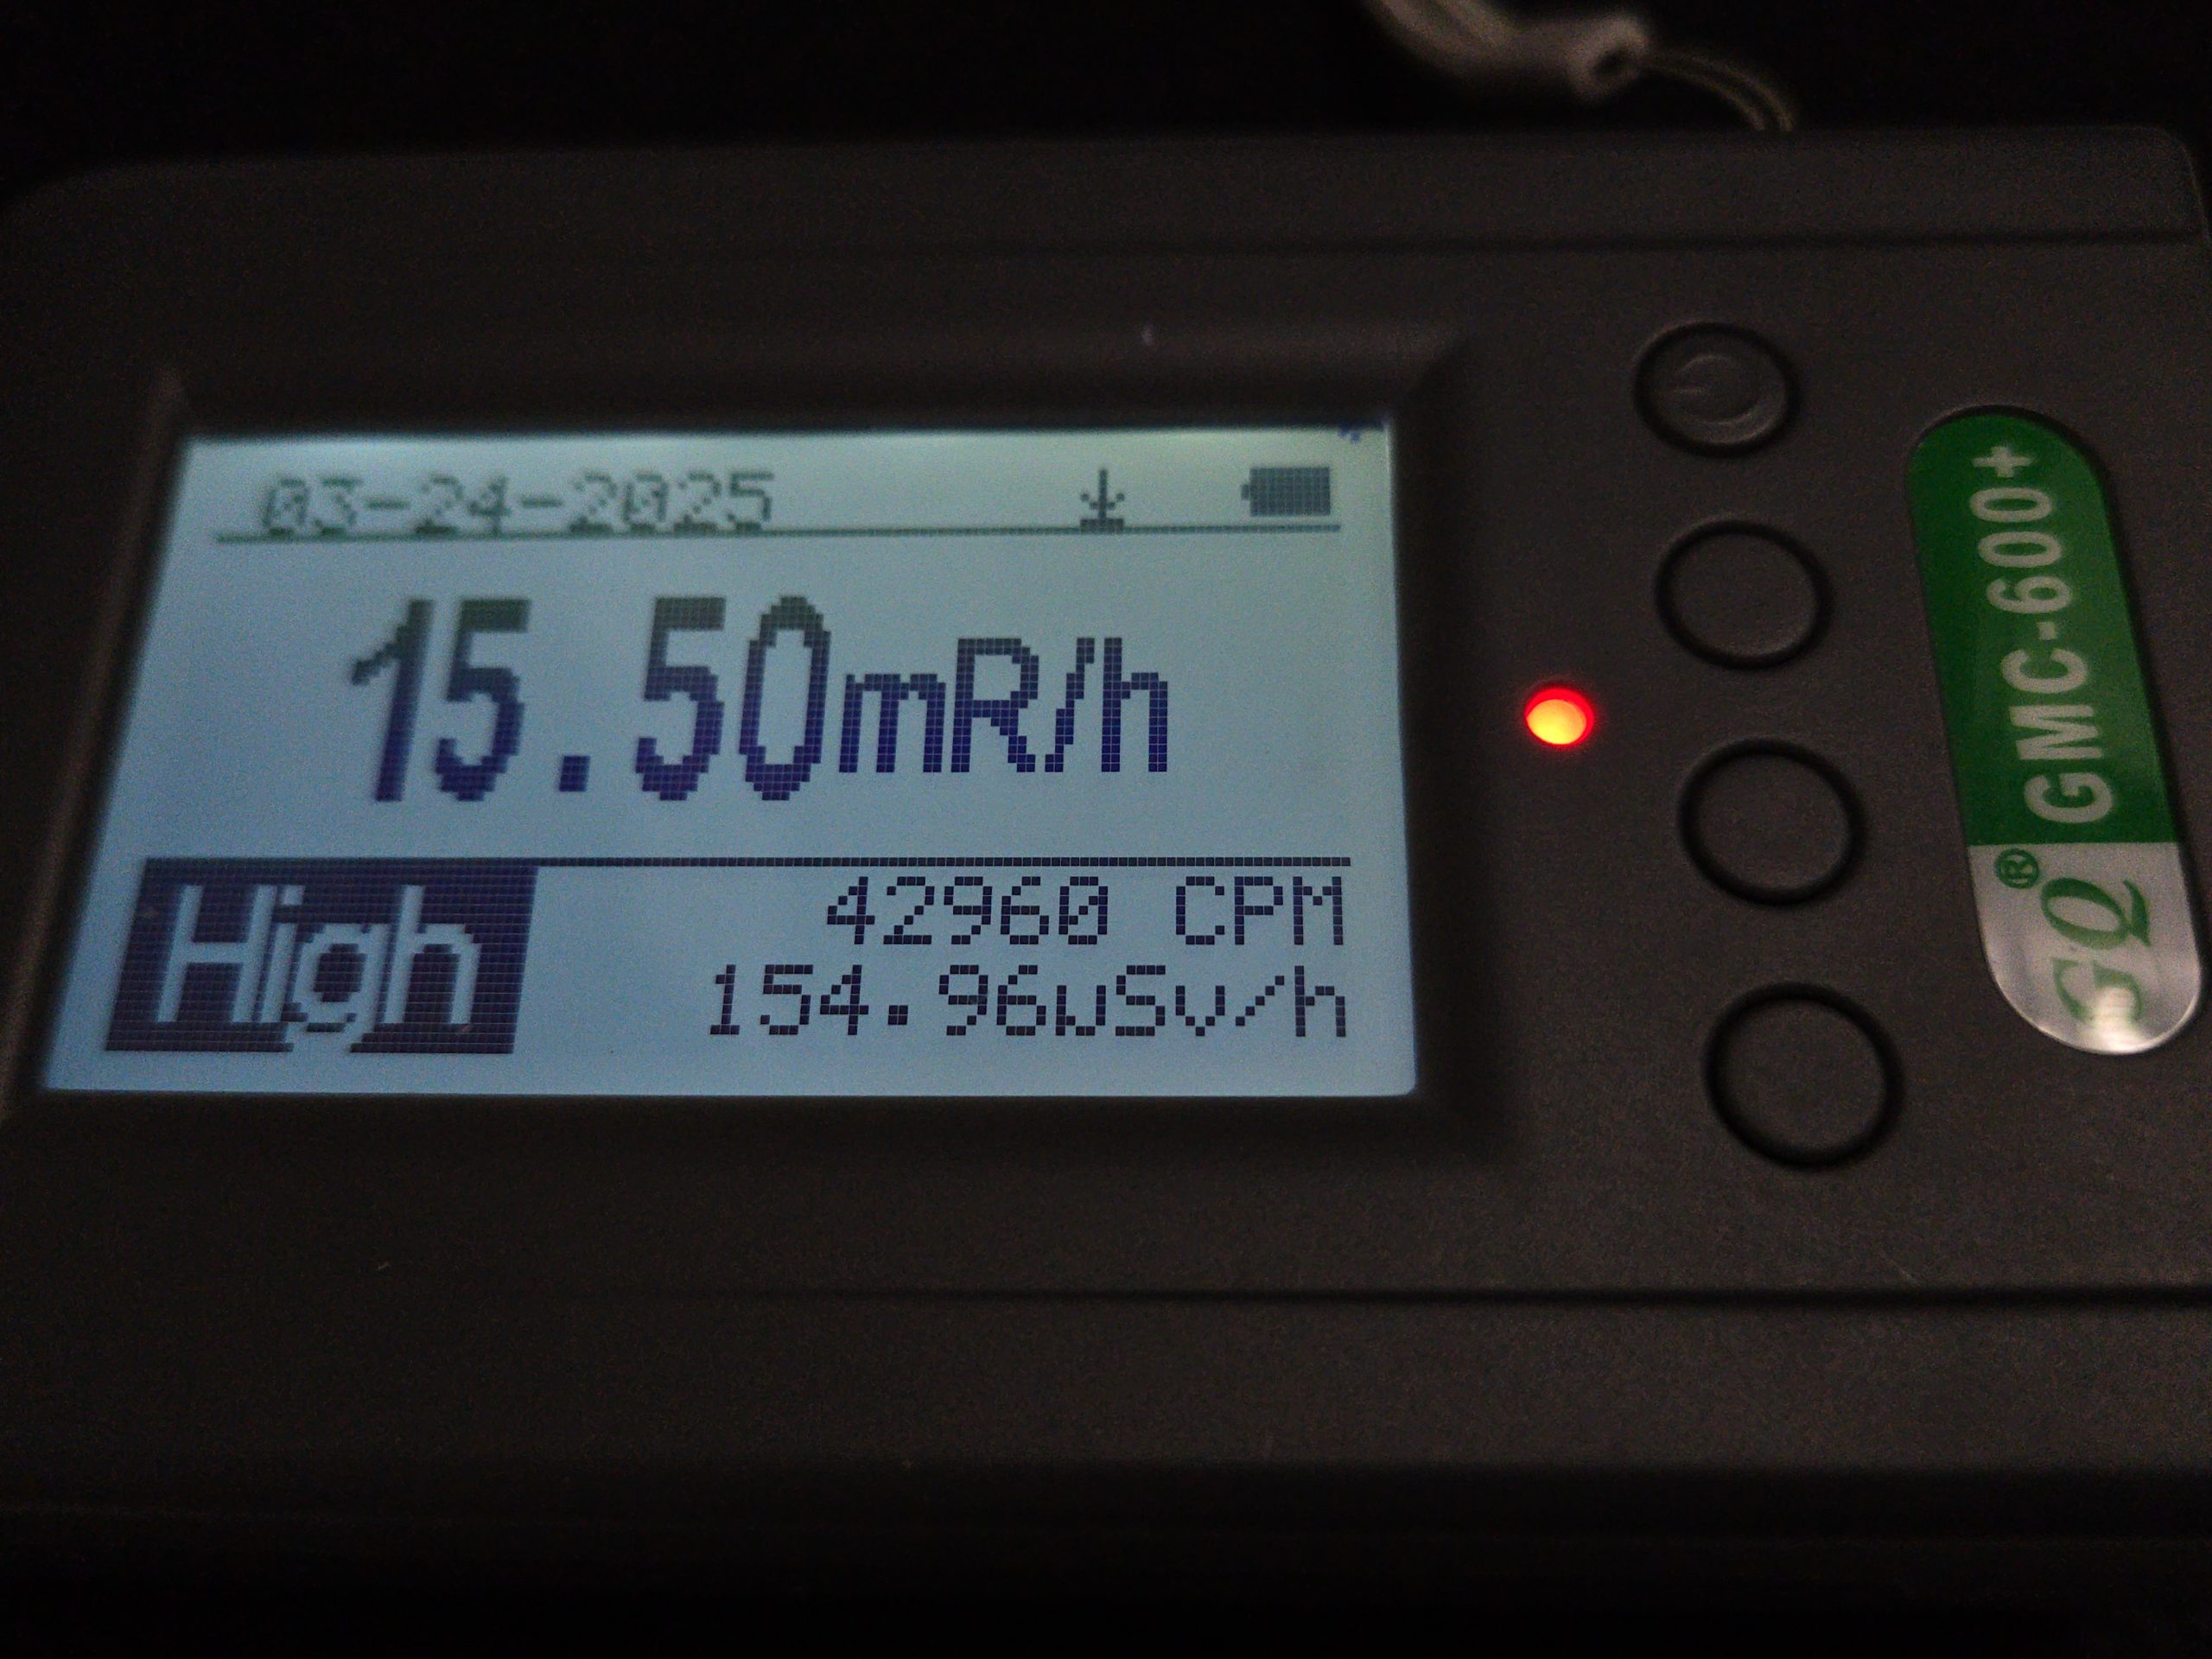 03-24-2025
15.50mR/h
High
42960 CPM
154.96uSv/h
GQ® GMC-600+